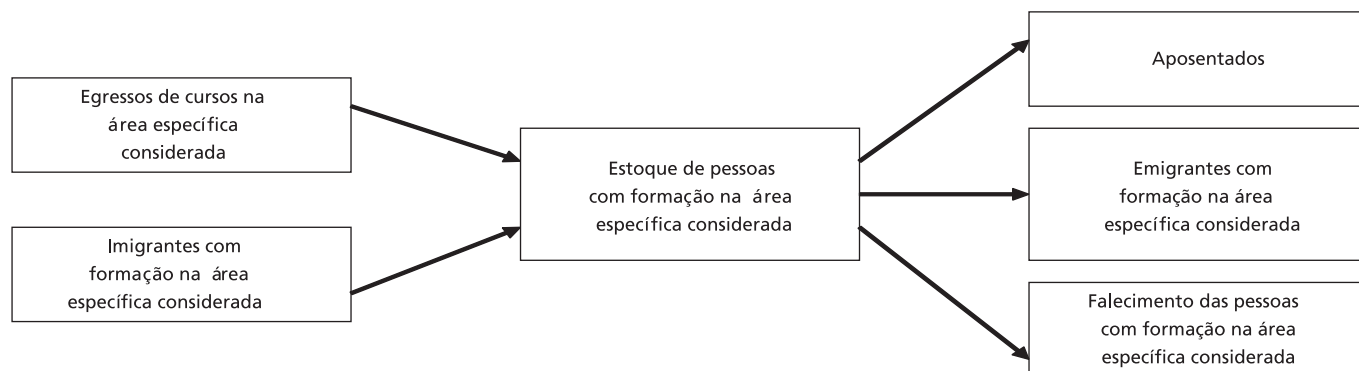 Egressos de cursos na
área específica
considerada
Imigrantes com
formação na área
específica considerada
Estoque de pessoas
com formação na área
específica considerada
Aposentados
Emigrantes com
formação na área
específica considerada
Falecimento das pessoas
com formação na área
específica considerada